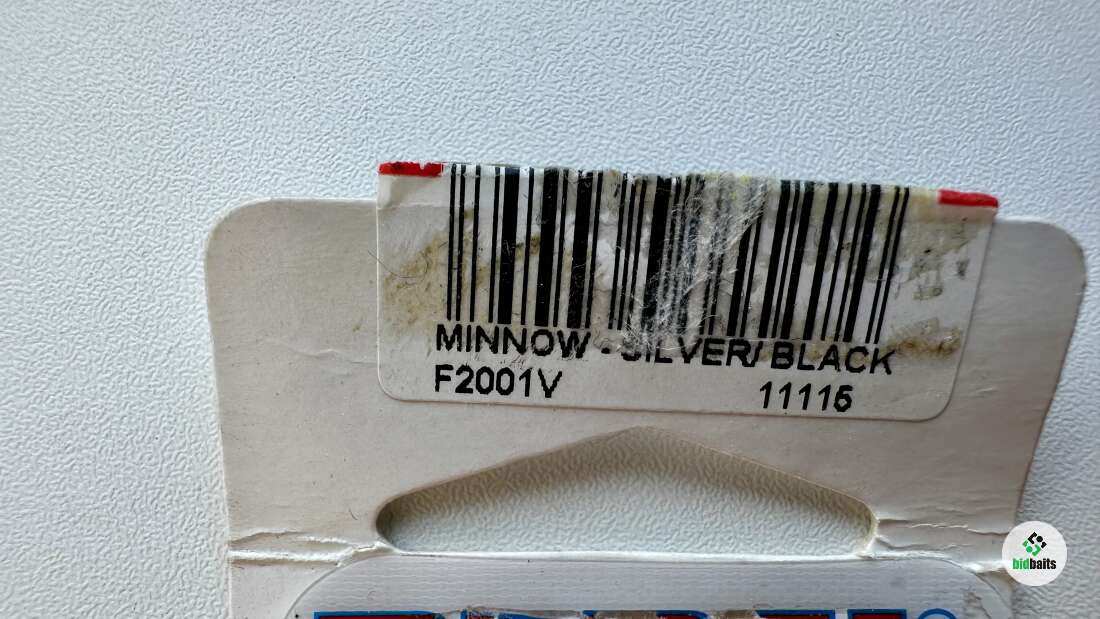 MINNOW - SILVER/ BLACK
F2001V 11115
bidbaits